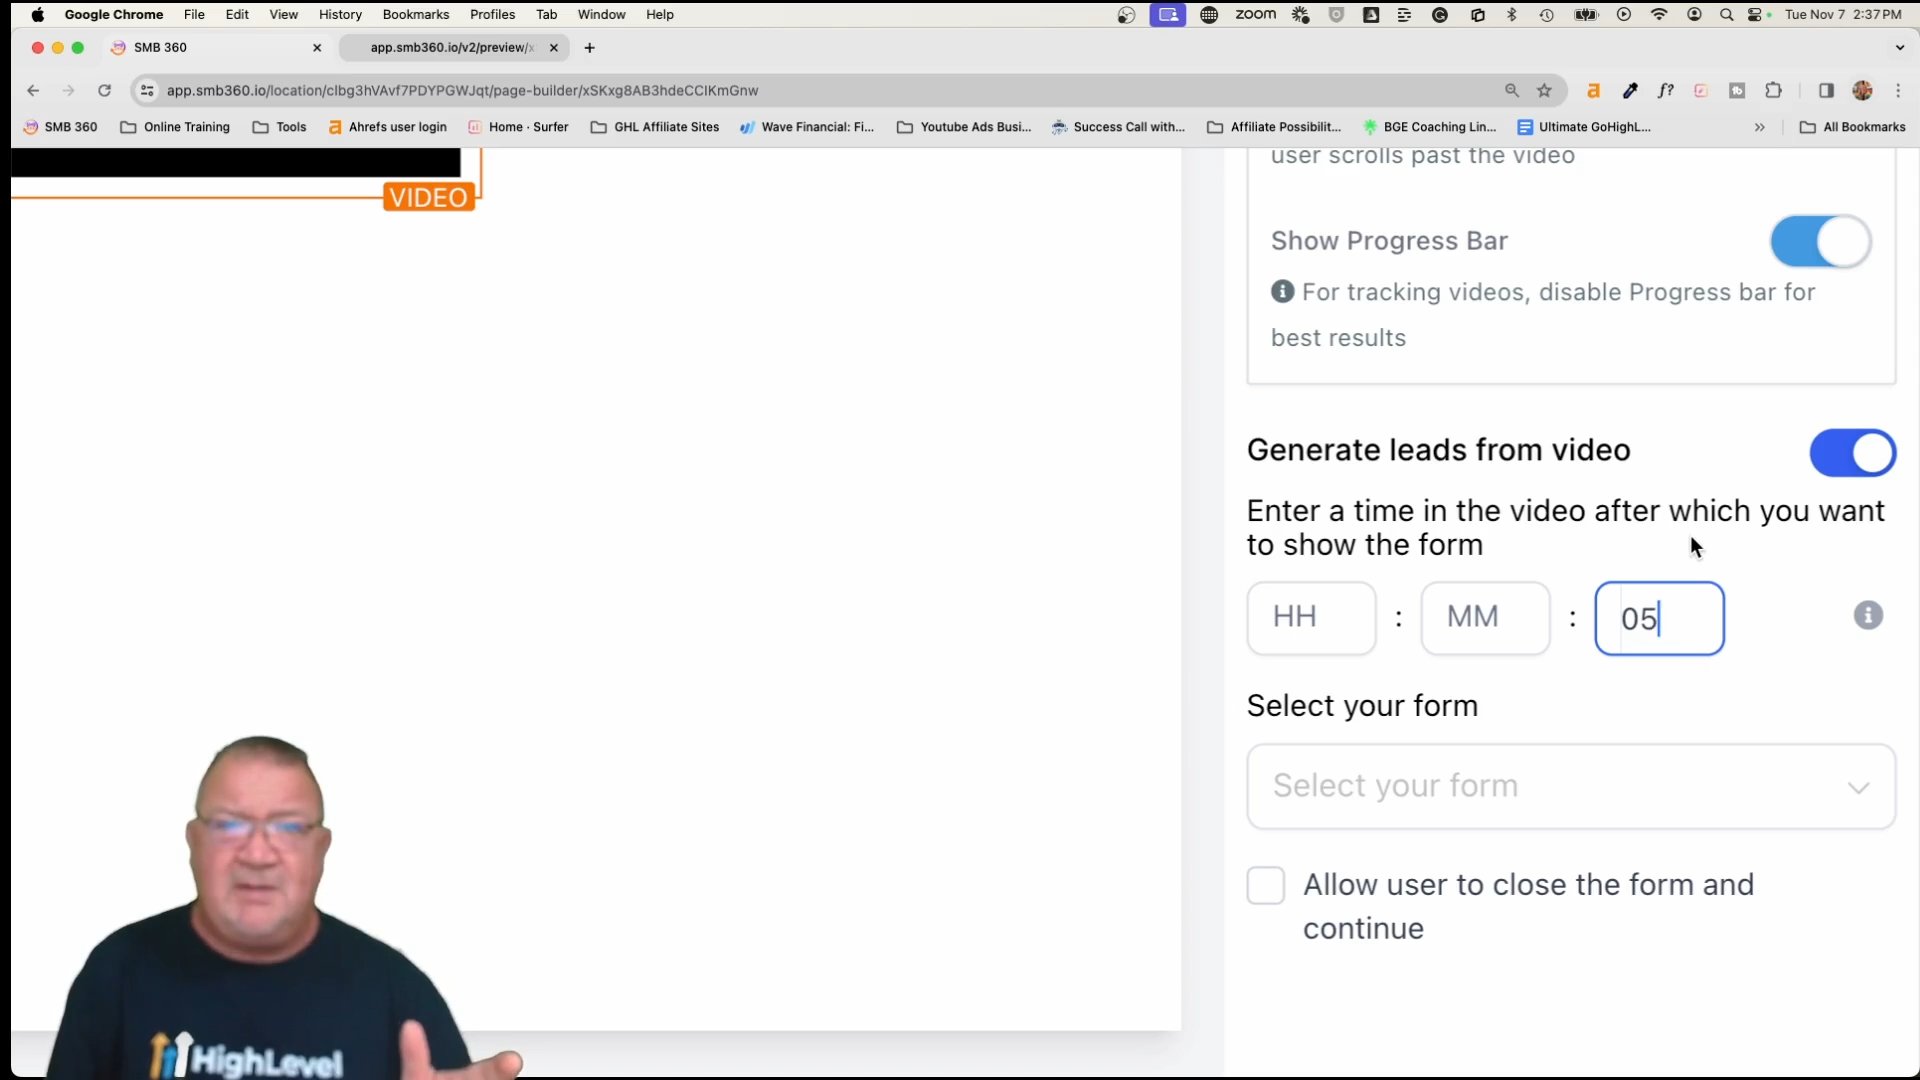 Google Chrome File Edit View History Bookmarks Profiles Tab Window Help zoom Tue Nov 7 2:37 PM
SMB 360 app.smb360.io/v2/preview/x
app.smb360.io/location/clbg3hVAvf7PDYPGWJqt/page-builder/xSKxg8AB3hdeCClKmGnw
SMB 360 Online Training Tools Ahrefs user login Home · Surfer GHL Affiliate Sites Wave Financial: Fi... Youtube Ads Busi... Success Call with... Affiliate Possibilit... BGE Coaching Lin... Ultimate GoHighL... All Bookmarks
user scrolls past the video
VIDEO
Show Progress Bar
For tracking videos, disable Progress bar for
best results
Generate leads from video
Enter a time in the video after which you want
to show the form
HH : MM : 05
Select your form
Select your form
Allow user to close the form and
continue
HighLevel